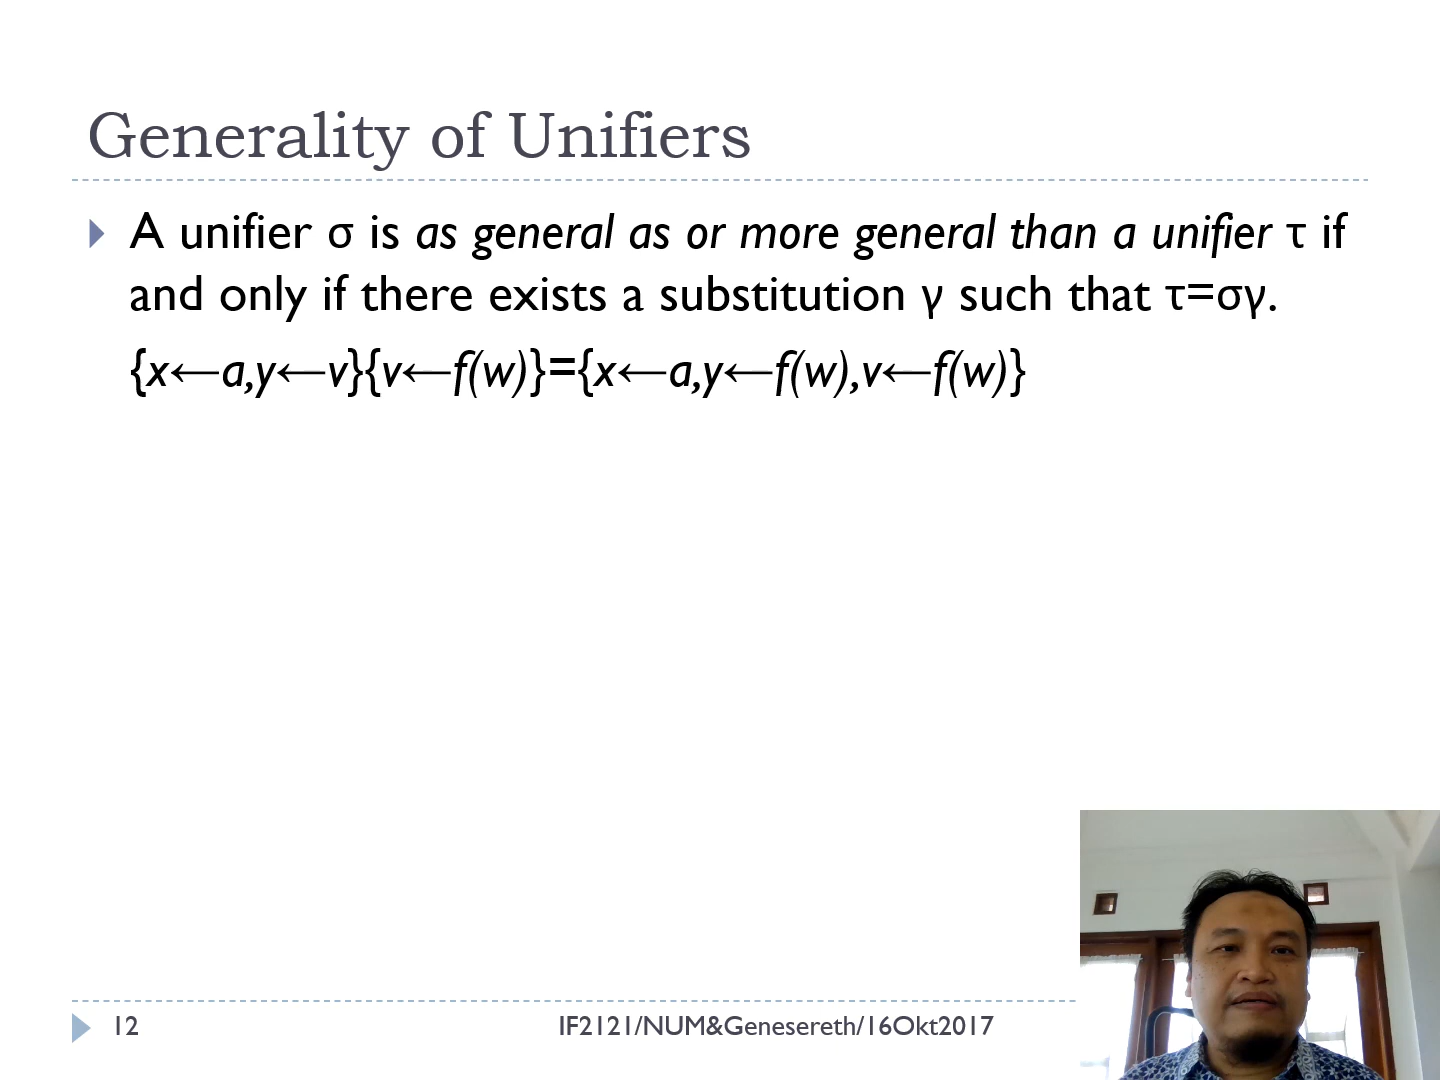 Generality of Unifiers
A unifier σ is as general as or more general than a unifier τ if
and only if there exists a substitution γ such that τ=σγ.
{x←a,y←v}{v←f(w)}={x←a,y←f(w),v←f(w)}
12
IF2121/NUM&Genesereth/16Okt2017